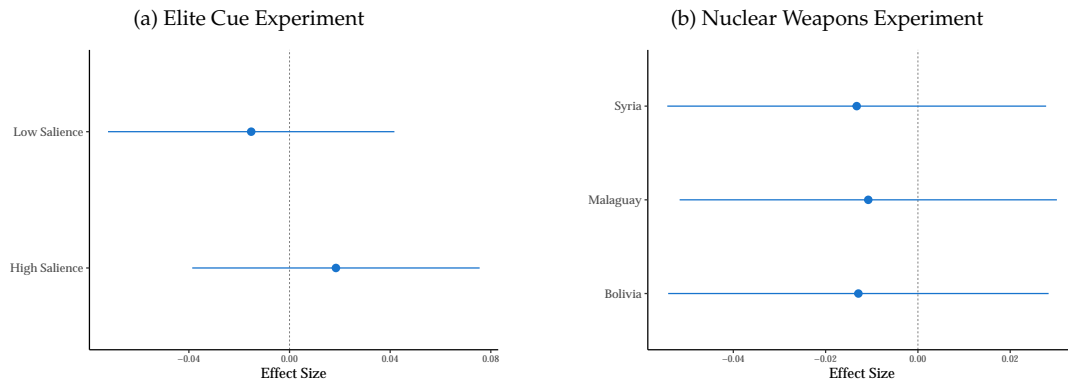 (a) Elite Cue Experiment
Low Salience
High Salience
−0.04 0.00 0.04 0.08
Effect Size
(b) Nuclear Weapons Experiment
Syria
Malaguay
Bolivia
−0.04 −0.02 0.00 0.02
Effect Size